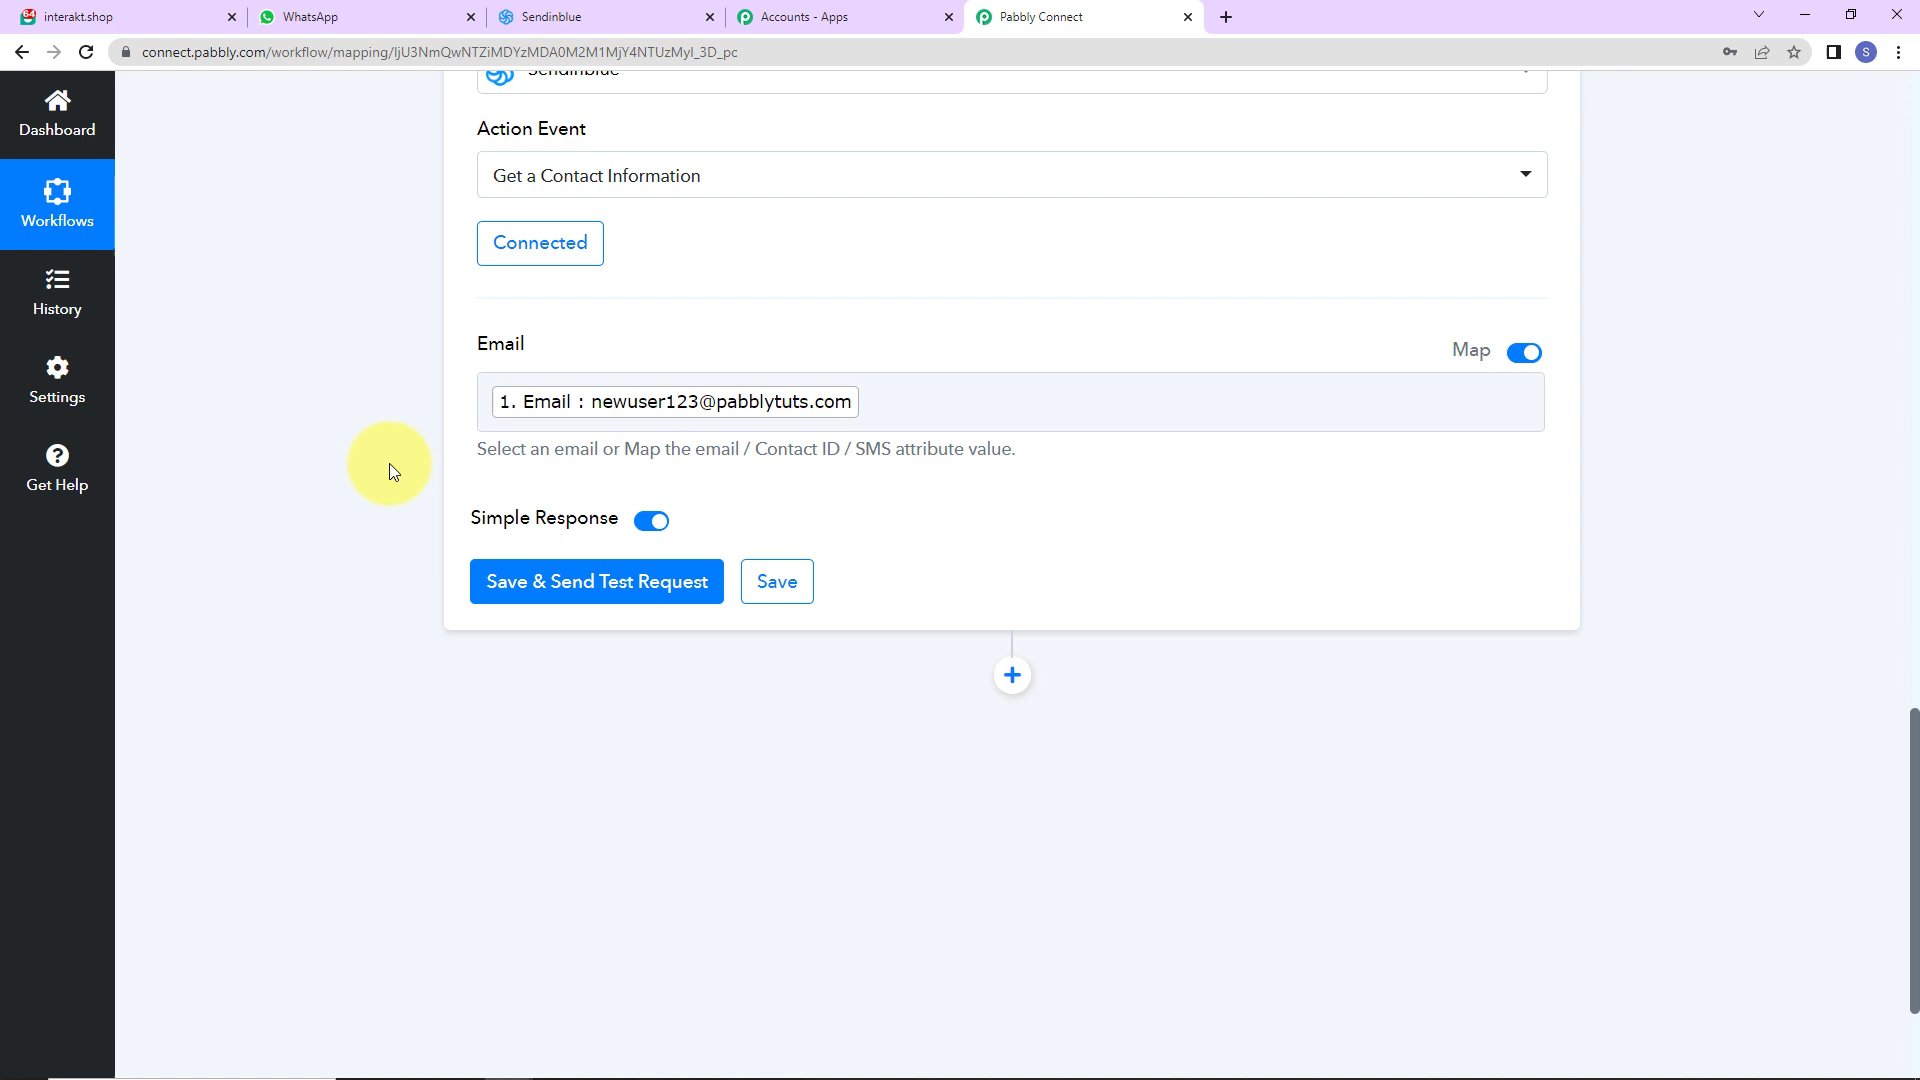 interakt.shop
WhatsApp
Sendinblue
Accounts - Apps
Pabbly Connect
connect.pabbly.com/workflow/mapping/IjU3NmQwNTZiMDYzMDA0M2M1MjY4NTUzMyI_3D_pc
S
Dashboard
Workflows
History
Settings
Get Help
Sendinblue
Action Event
Get a Contact Information
Connected
Email
Map
1. Email : newuser123@pabblytuts.com
Select an email or Map the email / Contact ID / SMS attribute value.
Simple Response
Save & Send Test Request
Save